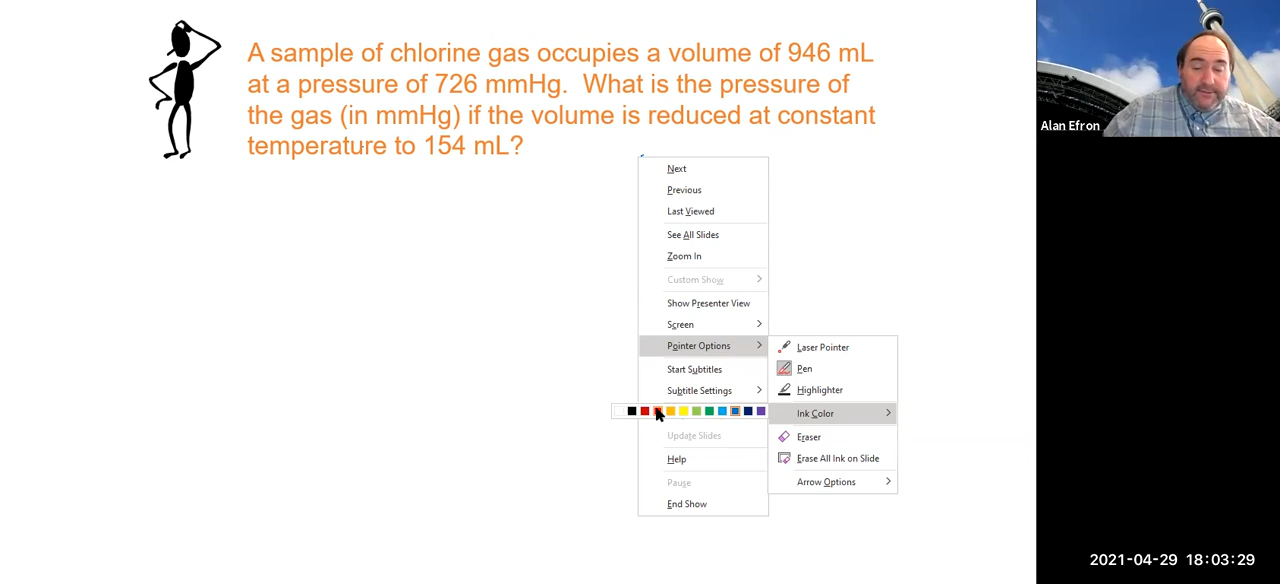 A sample of chlorine gas occupies a volume of 946 mL
at a pressure of 726 mmHg.  What is the pressure of
the gas (in mmHg) if the volume is reduced at constant
temperature to 154 mL?
Alan Efron
Next
Previous
Last Viewed
See All Slides
Zoom In
Custom Show
Show Presenter View
Screen
Pointer Options
Start Subtitles
Subtitle Settings
Update Slides
Help
Pause
End Show
Laser Pointer
Pen
Highlighter
Ink Color
Eraser
Erase All Ink on Slide
Arrow Options
2021-04-29 18:03:29